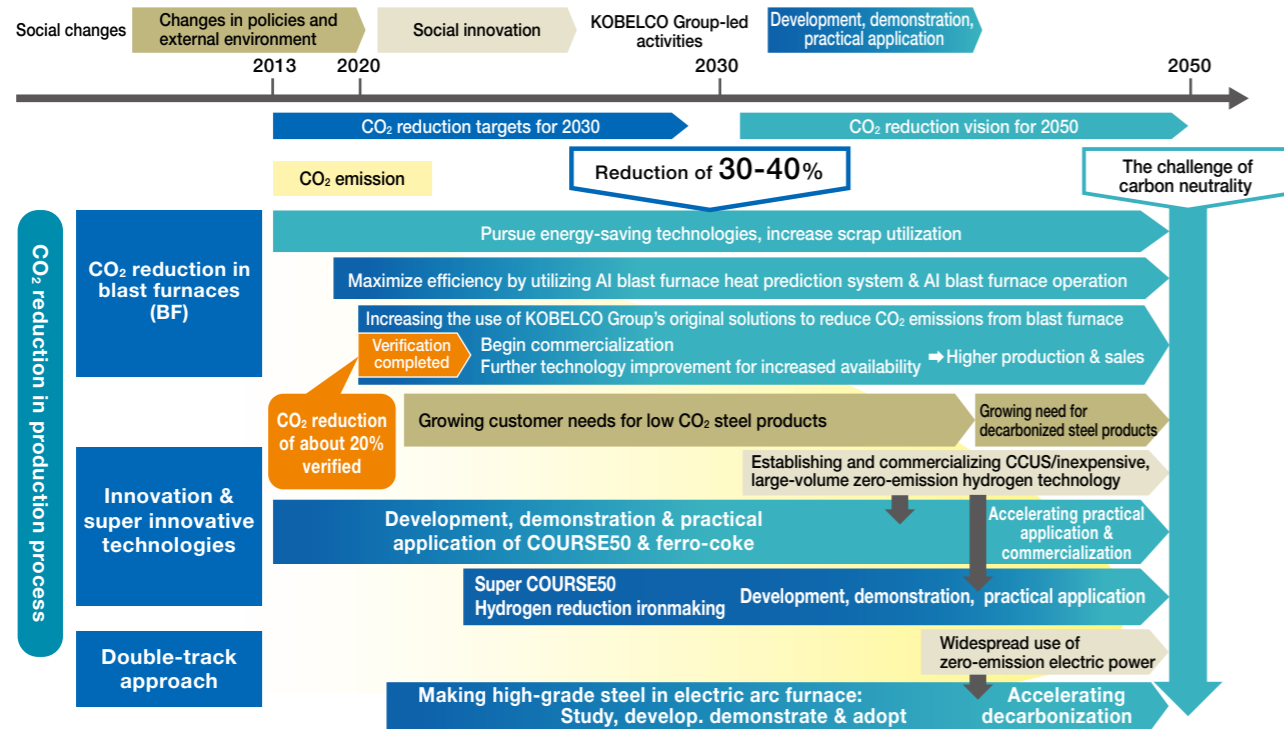 Social changes
Changes in policies and
external environment
Social innovation
KOBELCO Group-led
activities
Development, demonstration,
practical application
2013
2020
2030
2050
CO₂ reduction targets for 2030
CO₂ reduction vision for 2050
CO₂ emission
Reduction of 30-40%
The challenge of
carbon neutrality
CO₂ reduction in production process
CO₂ reduction in
blast furnaces
(BF)
Pursue energy-saving technologies, increase scrap utilization
Maximize efficiency by utilizing AI blast furnace heat prediction system & AI blast furnace operation
Increasing the use of KOBELCO Group's original solutions to reduce CO₂ emissions from blast furnace
Verification
completed
Begin commercialization
Further technology improvement for increased availability
➡Higher production & sales
CO₂ reduction
of about 20%
verified
Growing customer needs for low CO₂ steel products
Growing need for
decarbonized steel products
Innovation &
super innovative
technologies
Establishing and commercializing CCUS/inexpensive,
large-volume zero-emission hydrogen technology
Development, demonstration & practical
application of COURSE50 & ferro-coke
Accelerating practical
application &
commercialization
Super COURSE50
Hydrogen reduction ironmaking
Development, demonstration, practical application
Double-track
approach
Widespread use of
zero-emission electric power
Making high-grade steel in electric arc furnace:
Study, develop. demonstrate & adopt
Accelerating
decarbonization